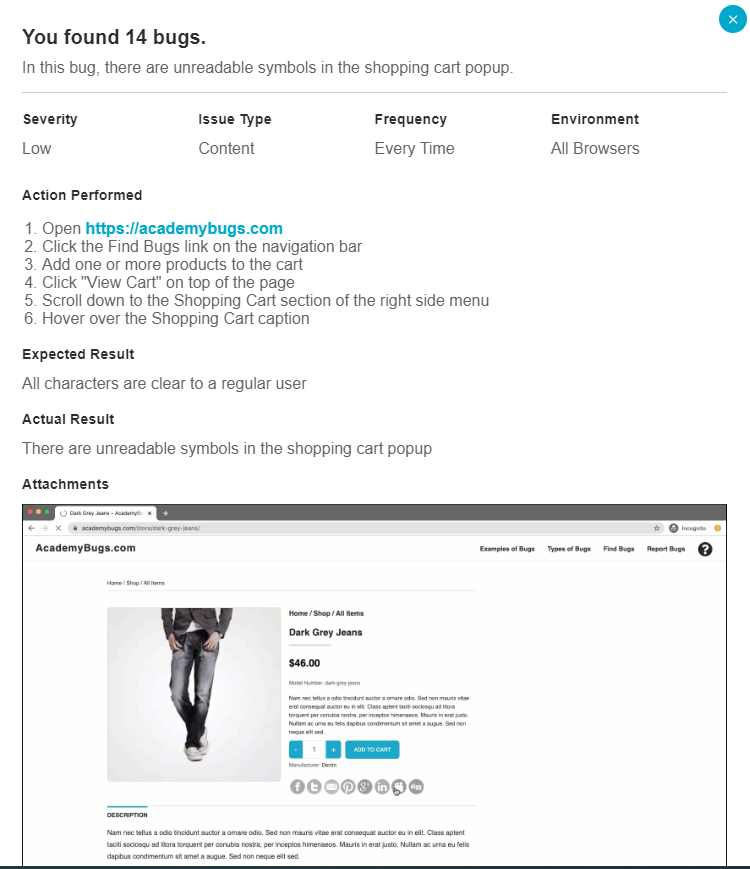 You found 14 bugs.
In this bug, there are unreadable symbols in the shopping cart popup.
Severity Issue Type Frequency Environment
Low Content Every Time All Browsers
Action Performed
1. Open https://academybugs.com
2. Click the Find Bugs link on the navigation bar
3. Add one or more products to the cart
4. Click "View Cart" on top of the page
5. Scroll down to the Shopping Cart section of the right side menu
6. Hover over the Shopping Cart caption
Expected Result
All characters are clear to a regular user
Actual Result
There are unreadable symbols in the shopping cart popup
Attachments
Dark Grey Jeans – AcademyB
academybugs.com/store/dark-grey-jeans/ Incognito
AcademyBugs.com Examples of Bugs Types of Bugs Find Bugs Report Bugs ?
Home / Shop / All Items
Home / Shop / All Items
Dark Grey Jeans
$46.00
Model Number: dark-grey-jeans
Nam nec tellus a odio tincidunt auctor a ornare odio. Sed non mauris vitae
erat consequat auctor eu in elit. Class aptent taciti sociosqu ad litora
torquent per conubia nostra, per inceptos himenaeos. Mauris in erat justo.
Nullam ac urna eu felis dapibus condimentum sit amet a augue. Sed non
neque elit sed.
- 1 + ADD TO CART
Manufacturer: Denim
DESCRIPTION
Nam nec tellus a odio tincidunt auctor a ornare odio. Sed non mauris vitae erat consequat auctor eu in elit. Class aptent
taciti sociosqu ad litora torquent per conubia nostra, per inceptos himenaeos. Mauris in erat justo. Nullam ac urna eu felis
dapibus condimentum sit amet a augue. Sed non neque elit sed.